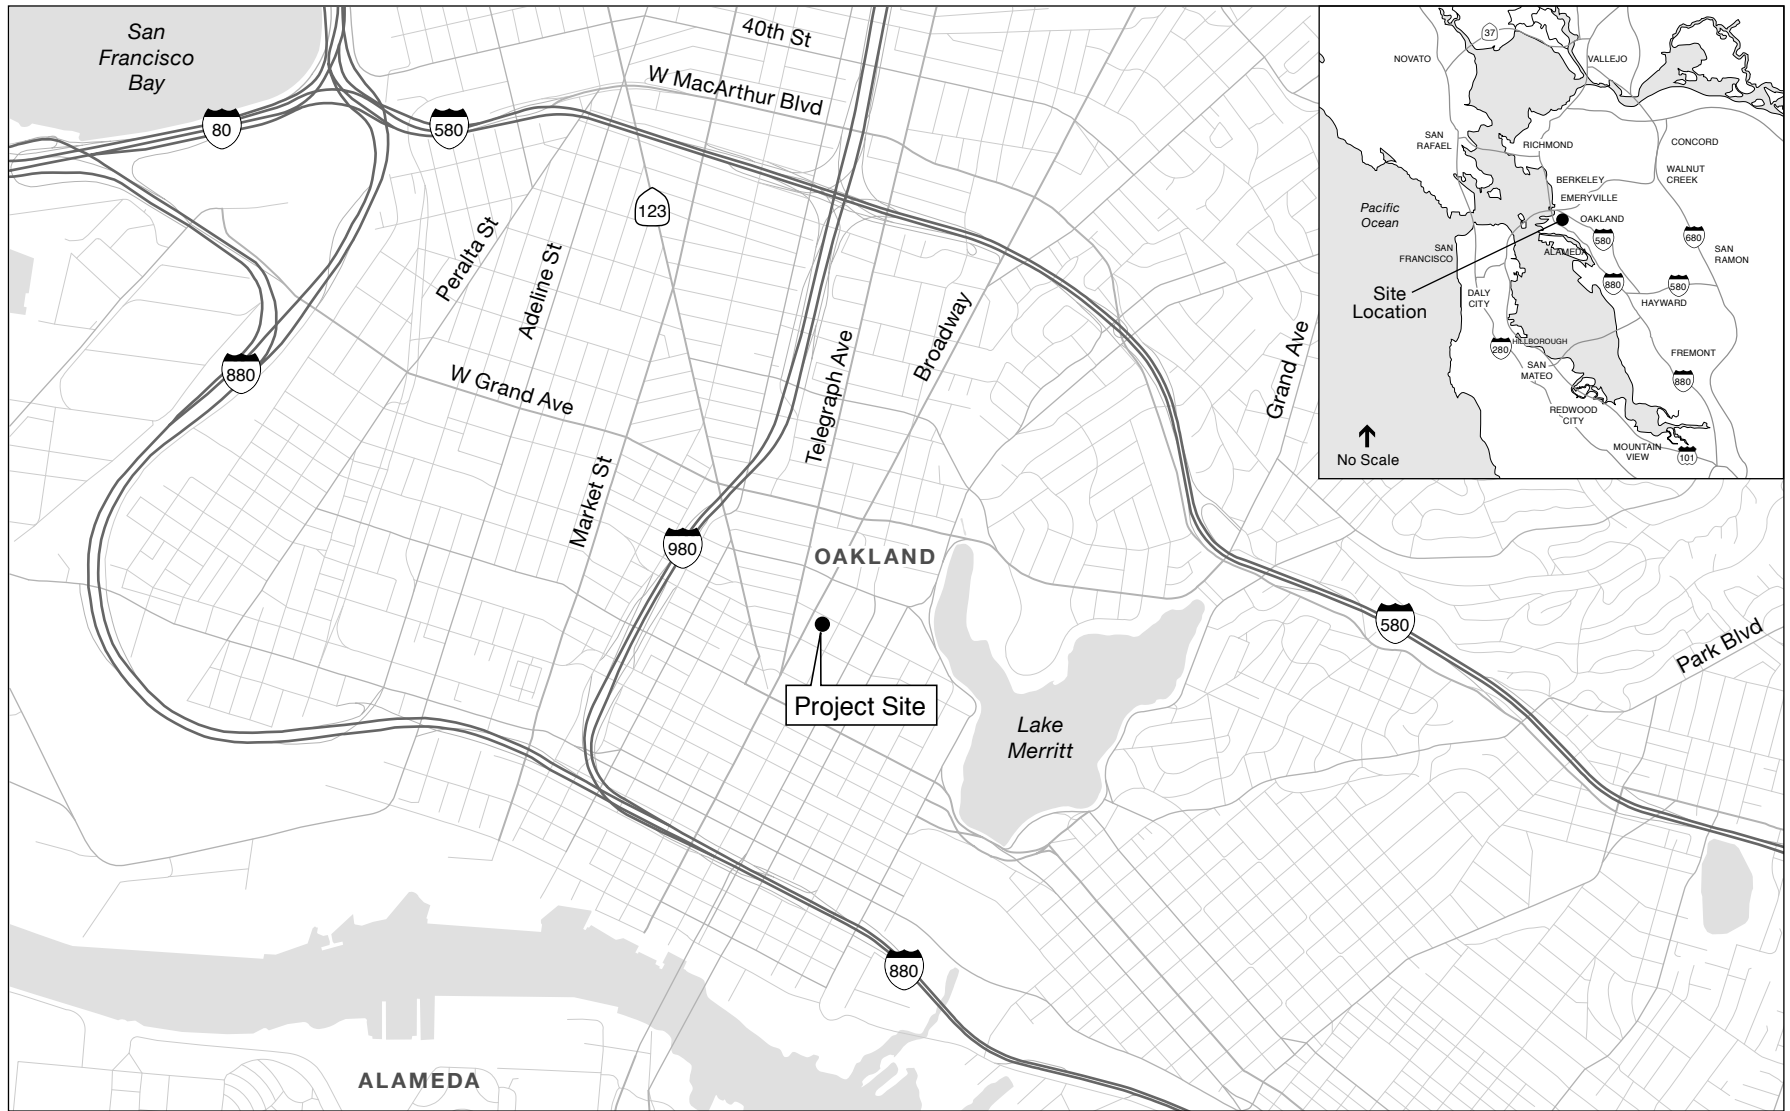 San
Francisco
Bay
40th St
W MacArthur Blvd
80
580
123
Peralta St
Adeline St
880
W Grand Ave
Market St
Telegraph Ave
Broadway
Grand Ave
980
OAKLAND
580
Park Blvd
Project Site
Lake
Merritt
880
ALAMEDA
37
NOVATO
VALLEJO
SAN
RAFAEL
RICHMOND
CONCORD
WALNUT
CREEK
BERKELEY
EMERYVILLE
Pacific
Ocean
OAKLAND
580
680
SAN
FRANCISCO
ALAMEDA
SAN
RAMON
880
580
Site
Location
DALY
CITY
HAYWARD
280
HILLBOROUGH
SAN
MATEO
FREMONT
880
REDWOOD
CITY
MOUNTAIN
VIEW
101
No Scale